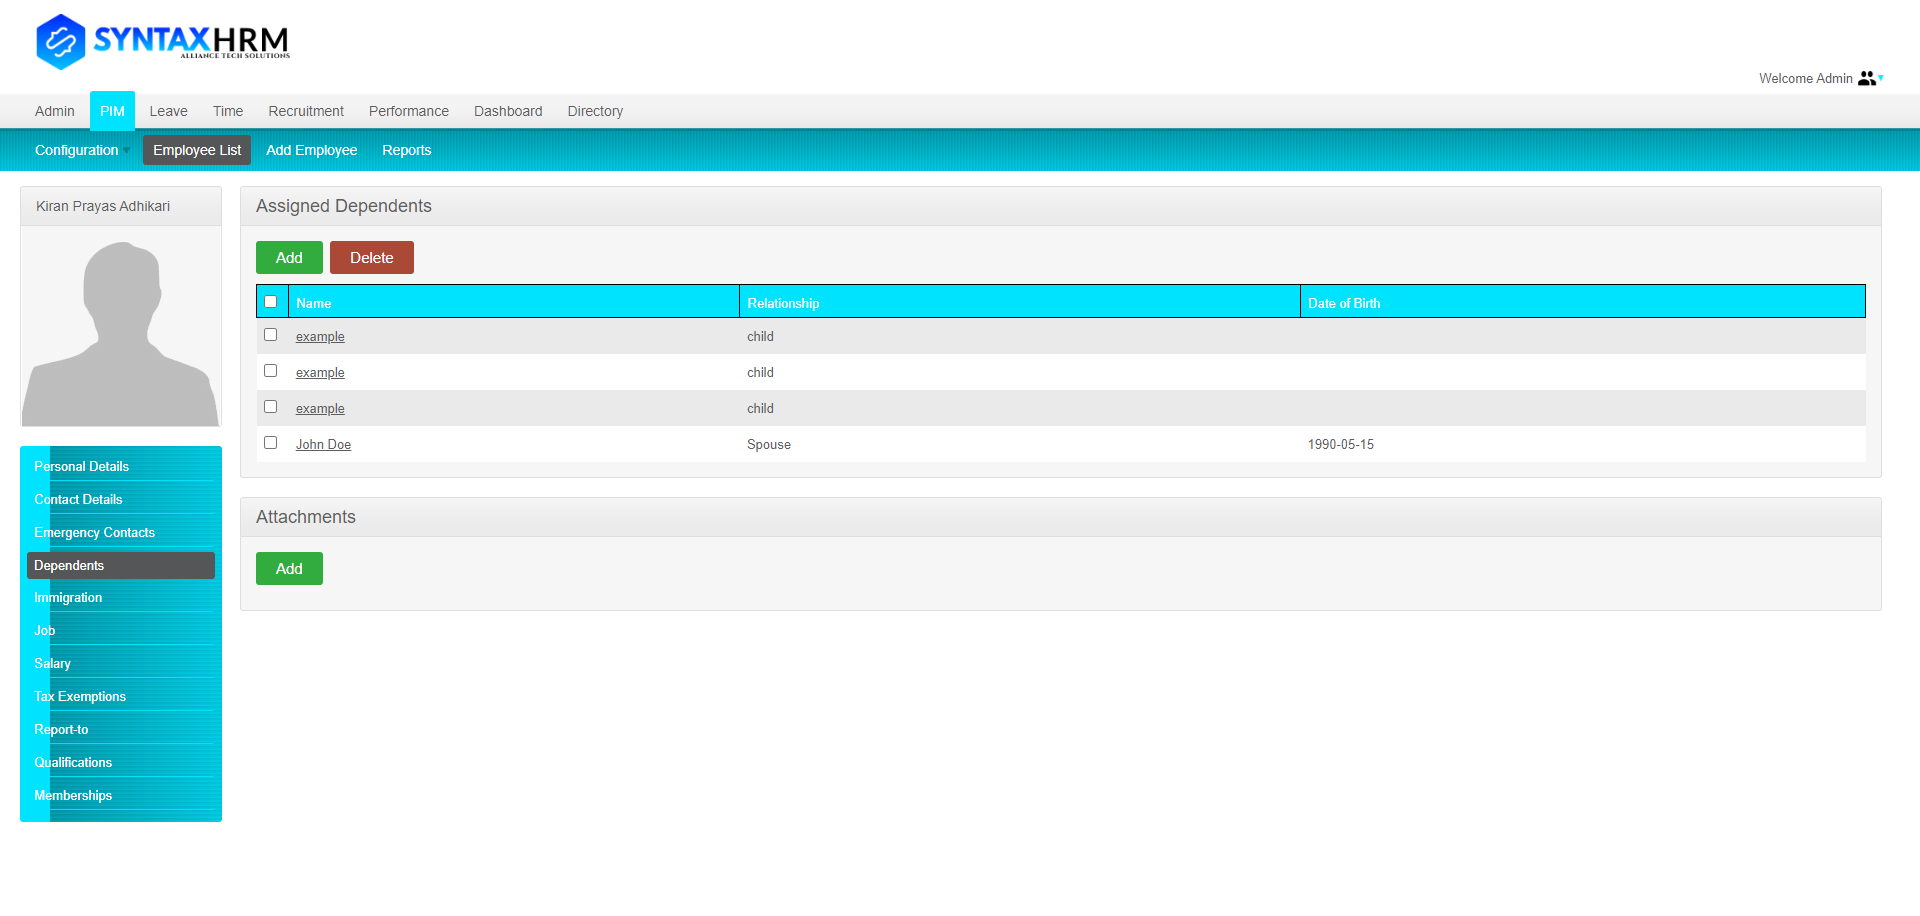 SYNTAXHRM
ALLIANCE TECH SOLUTIONS
Welcome Admin
Admin PIM Leave Time Recruitment Performance Dashboard Directory
Configuration Employee List Add Employee Reports
Kiran Prayas Adhikari
Personal Details
Contact Details
Emergency Contacts
Dependents
Immigration
Job
Salary
Tax Exemptions
Report-to
Qualifications
Memberships
Assigned Dependents
Add Delete
Name Relationship Date of Birth
example child
example child
example child
John Doe Spouse 1990-05-15
Attachments
Add